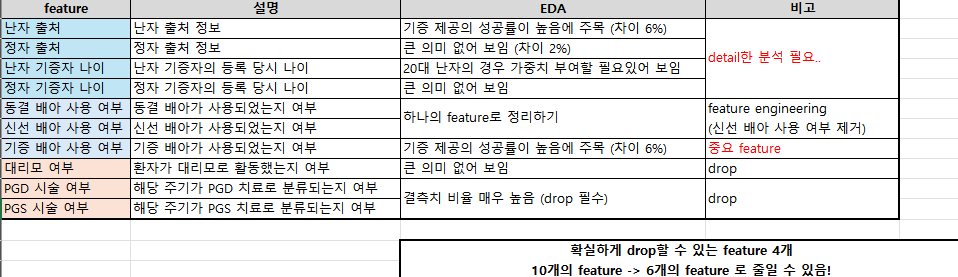 feature 설명 EDA 비고
난자 출처 난자 출처 정보 기증 제공의 성공률이 높음에 주목 (차이 6%)
정자 출처 정자 출처 정보 큰 의미 없어 보임 (차이 2%)
detail한 분석 필요..
난자 기증자 나이 난자 기증자의 등록 당시 나이 20대 난자의 경우 가중치 부여할 필요있어 보임
정자 기증자 나이 정자 기증자의 등록 당시 나이 큰 의미 없어 보임
동결 배아 사용 여부 동결 배아가 사용되었는지 여부 하나의 feature로 정리하기 feature engineering
신선 배아 사용 여부 신선 배아가 사용되었는지 여부 (신선 배아 사용 여부 제거)
기증 배아 사용 여부 기증 배아가 사용되었는지 여부 기증 제공의 성공률이 높음에 주목 (차이 6%) 중요 feature
대리모 여부 환자가 대리모로 활동했는지 여부 큰 의미 없어 보임 drop
PGD 시술 여부 해당 주기가 PGD 치료로 분류되는지 여부 결측치 비율 매우 높음 (drop 필수) drop
PGS 시술 여부 해당 주기가 PGS 치료로 분류되는지 여부
확실하게 drop할 수 있는 feature 4개
10개의 feature -> 6개의 feature 로 줄일 수 있음!